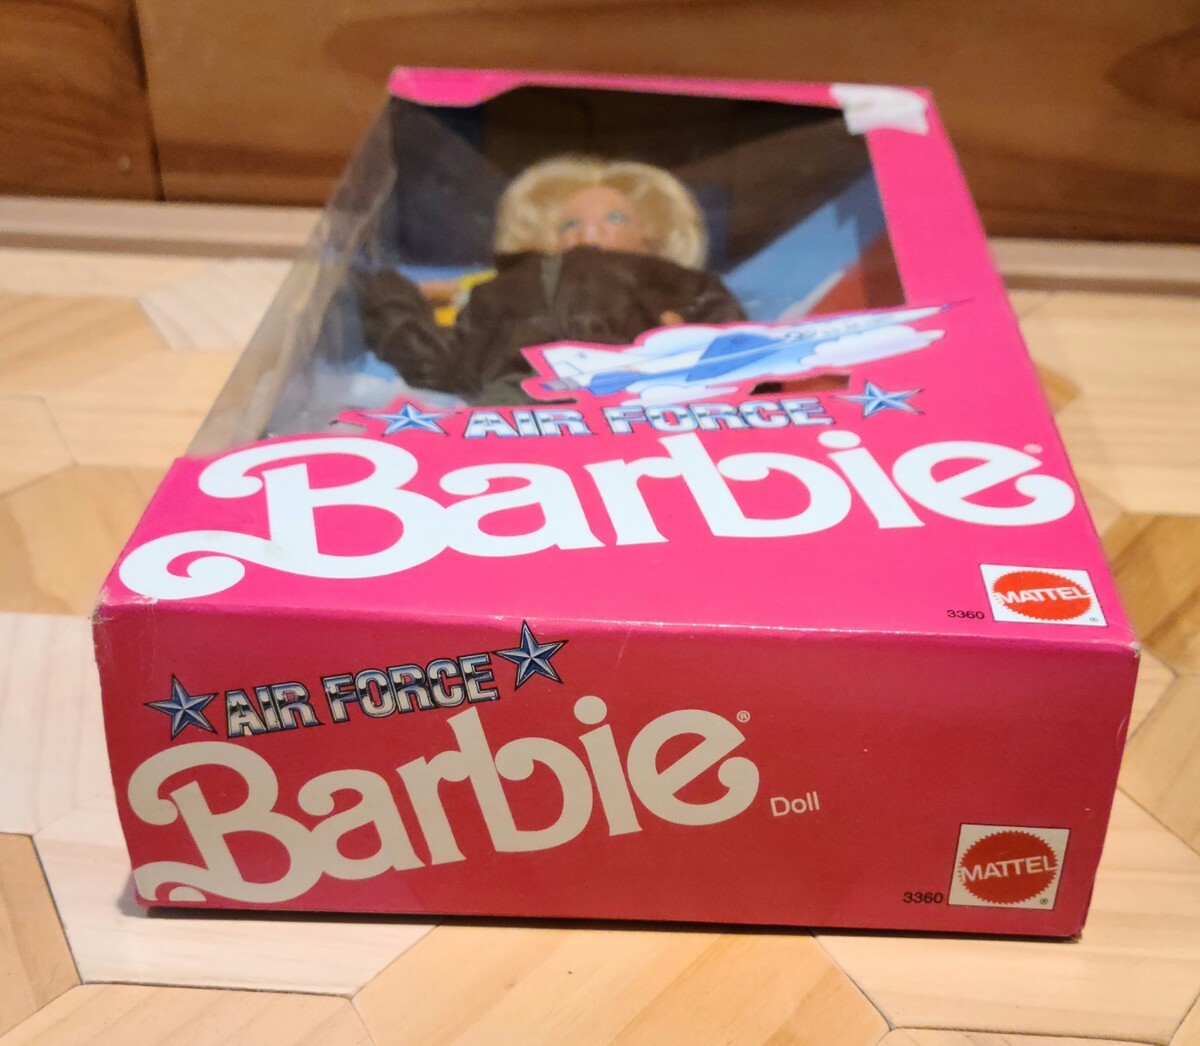 AIR FORCE
Barbie®
3360
MATTEL
®
AIR FORCE
Barbie®
Doll
3360
MATTEL
®